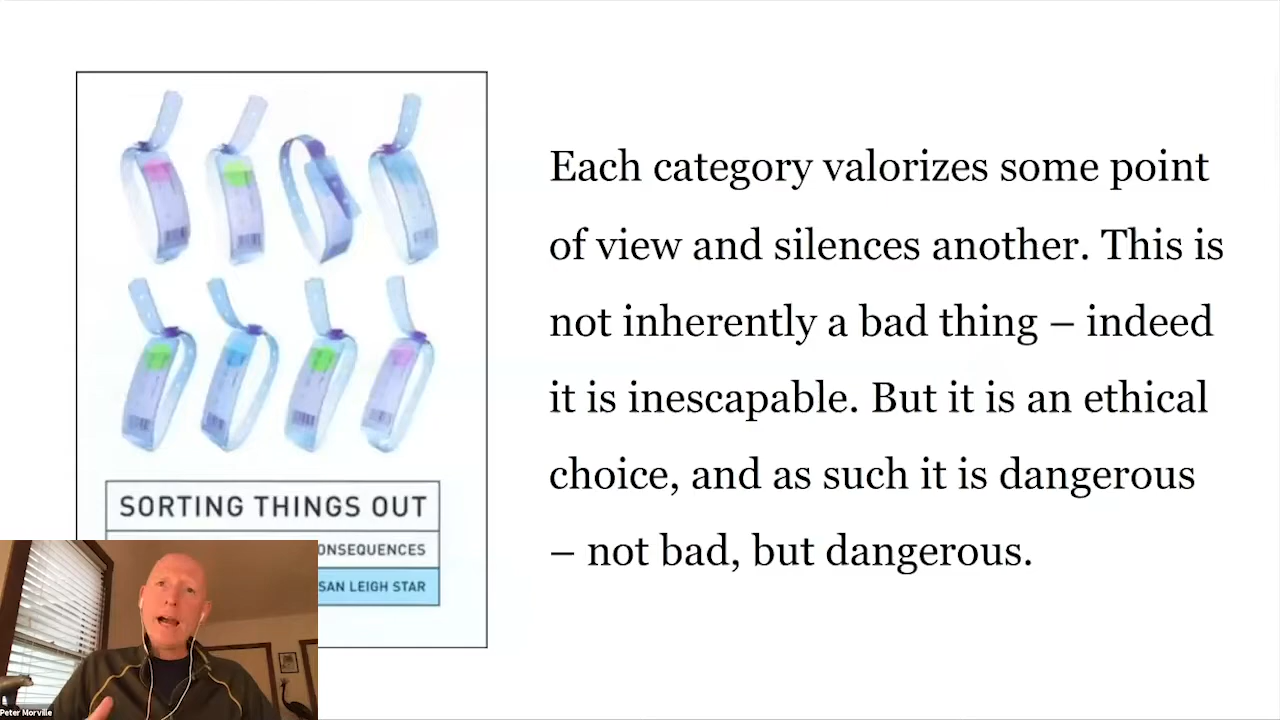 SORTING THINGS OUT
ONSEQUENCES
SAN LEIGH STAR
Each category valorizes some point
of view and silences another. This is
not inherently a bad thing – indeed
it is inescapable. But it is an ethical
choice, and as such it is dangerous
– not bad, but dangerous.
Peter Morville